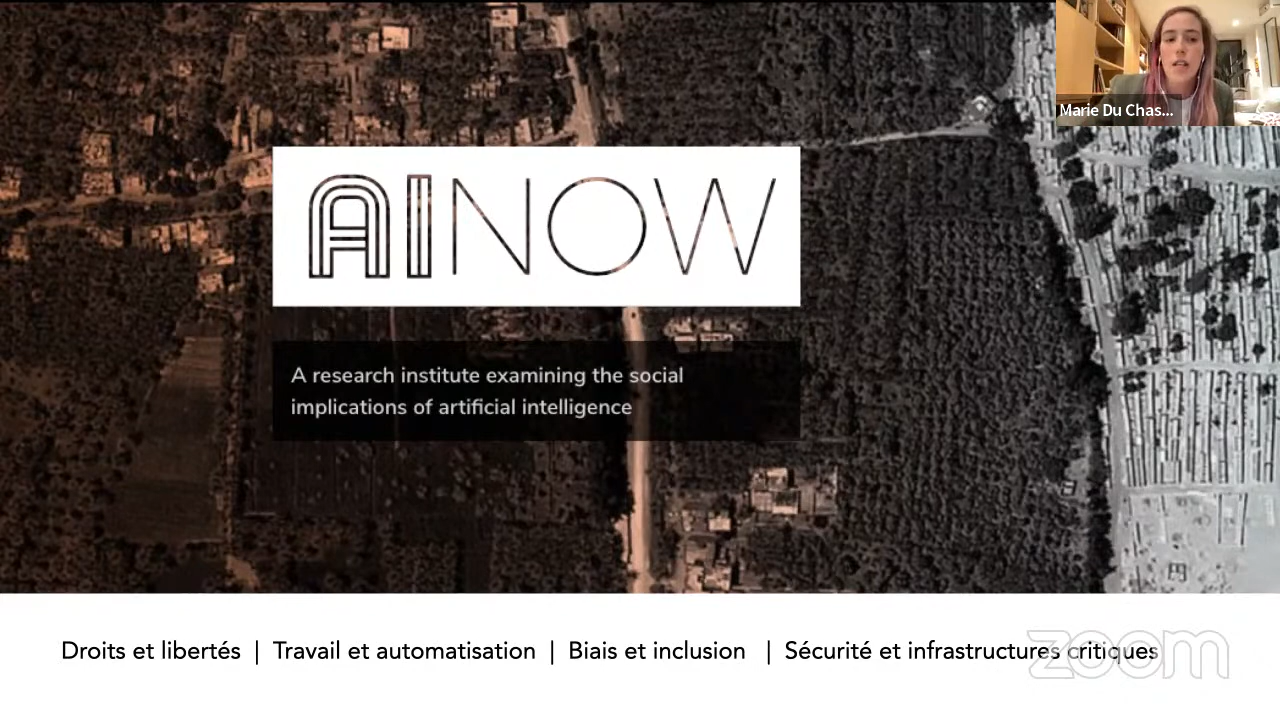 Marie Du Chas...
AINOW
A research institute examining the social
implications of artificial intelligence
Droits et libertés | Travail et automatisation | Biais et inclusion | Sécurité et infrastructures critiques
zoom